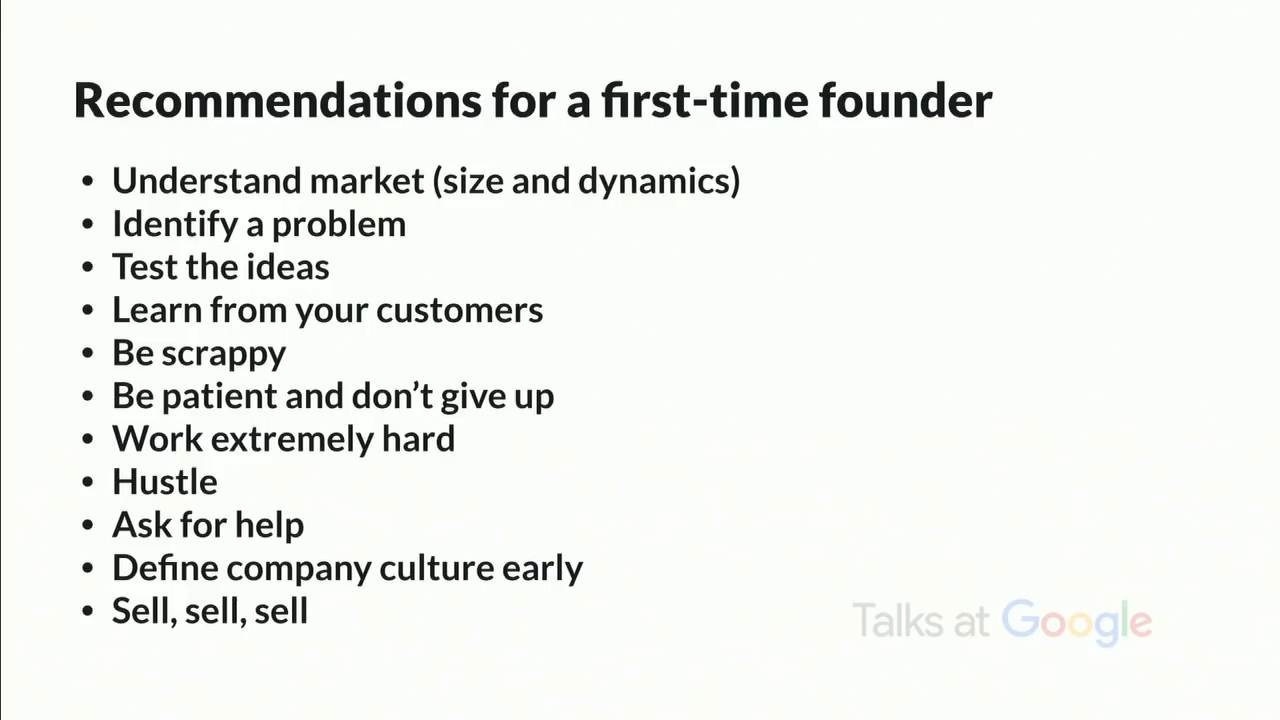 Recommendations for a first-time founder
• Understand market (size and dynamics)
• Identify a problem
• Test the ideas
• Learn from your customers
• Be scrappy
• Be patient and don’t give up
• Work extremely hard
• Hustle
• Ask for help
• Define company culture early
• Sell, sell, sell
Talks at Google